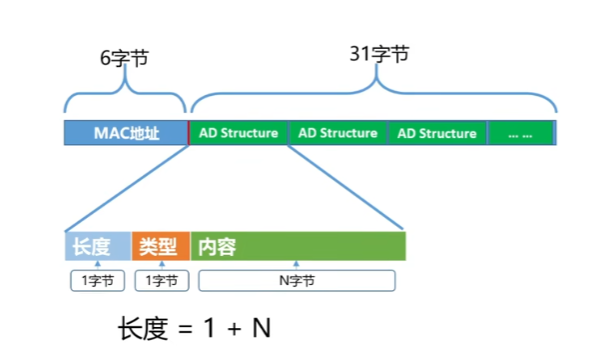 6字节 31字节
MAC地址 AD Structure AD Structure AD Structure ... ...
长度 类型 内容
1字节 1字节 N字节
长度 = 1 + N